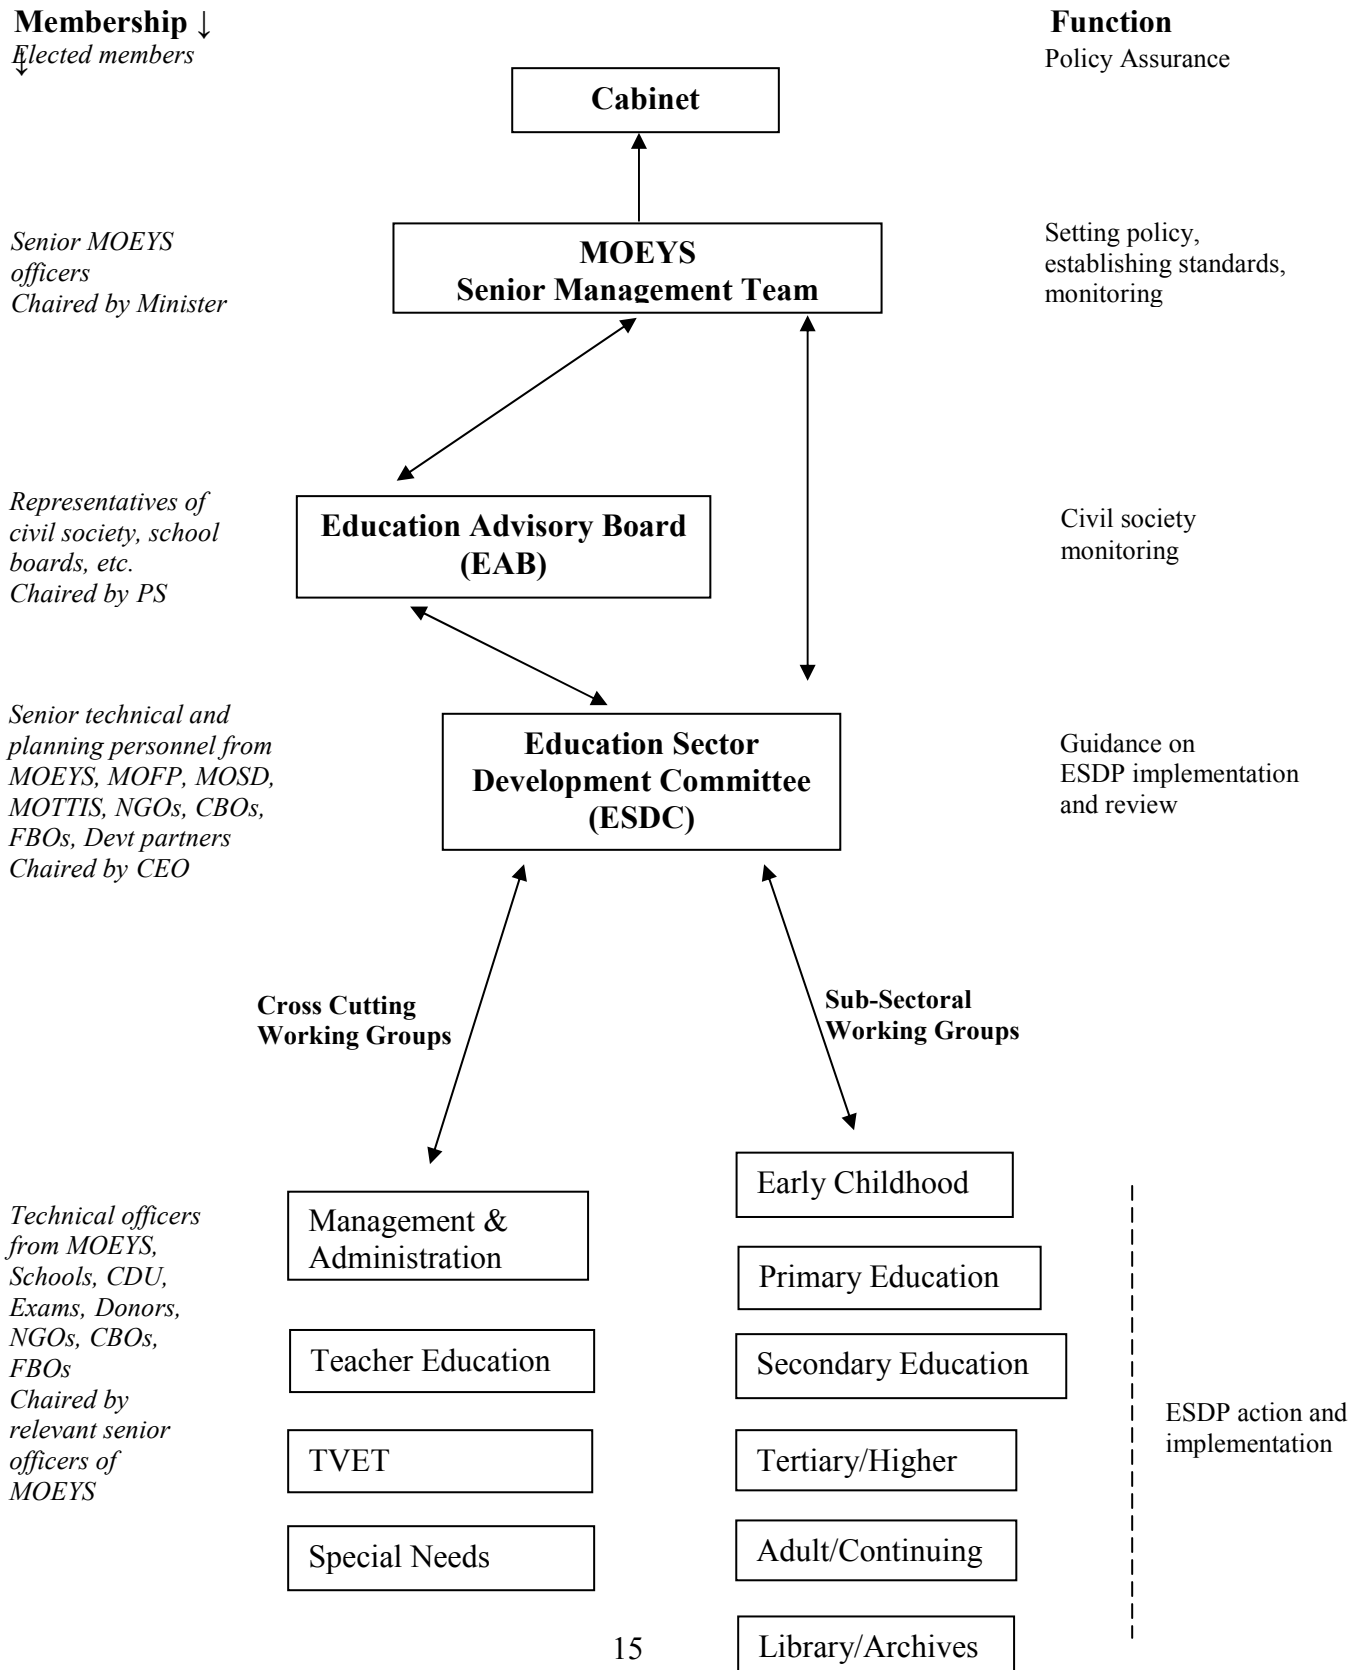 Membership ↓
Elected members
↓
Function
Policy Assurance
Cabinet
Senior MOEYS
officers
Chaired by Minister
MOEYS
Senior Management Team
Setting policy,
establishing standards,
monitoring
Representatives of
civil society, school
boards, etc.
Chaired by PS
Education Advisory Board
(EAB)
Civil society
monitoring
Senior technical and
planning personnel from
MOEYS, MOFP, MOSD,
MOTTIS, NGOs, CBOs,
FBOs, Devt partners
Chaired by CEO
Education Sector
Development Committee
(ESDC)
Guidance on
ESDP implementation
and review
Cross Cutting
Working Groups
Sub-Sectoral
Working Groups
Technical officers
from MOEYS,
Schools, CDU,
Exams, Donors,
NGOs, CBOs,
FBOs
Chaired by
relevant senior
officers of
MOEYS
Management &
Administration
Teacher Education
TVET
Special Needs
Early Childhood
Primary Education
Secondary Education
Tertiary/Higher
Adult/Continuing
Library/Archives
ESDP action and
implementation
15